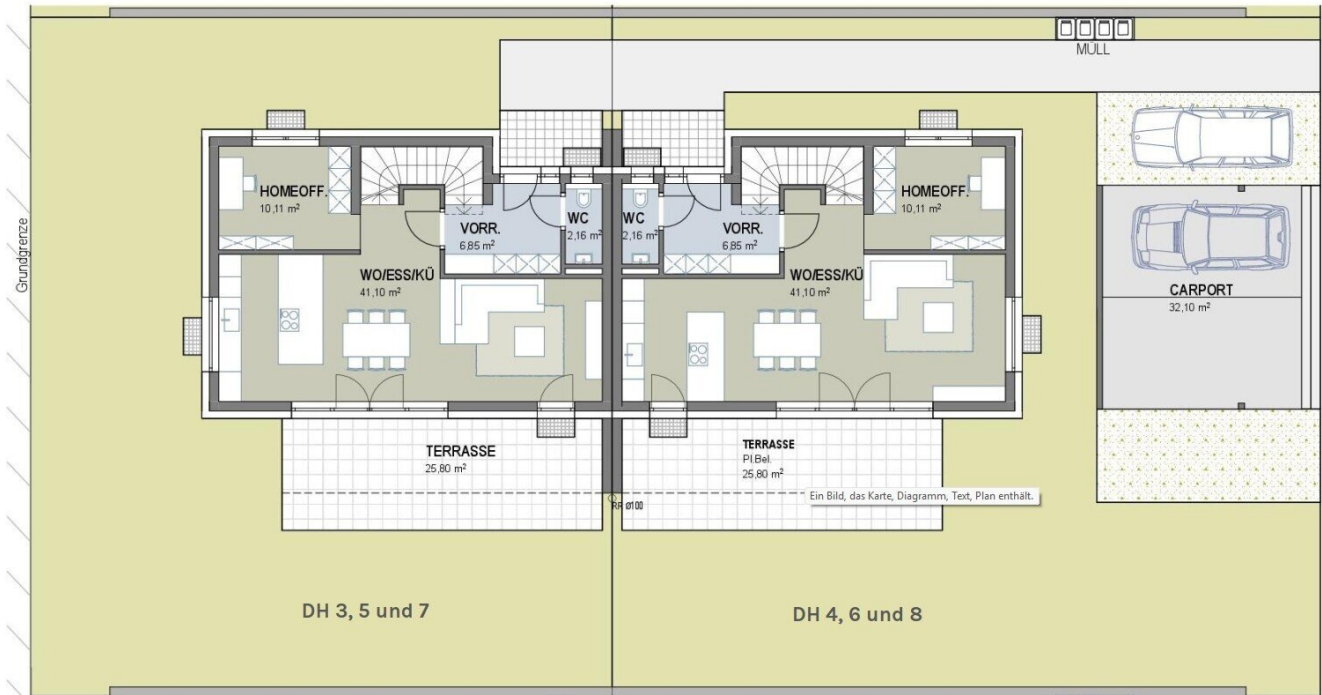 MÜLL
Grundgrenze
HOMEOFF.
10,11 m²
VORR.
6,85 m²
WC
2,16 m²
WO/ESS/KÜ
41,10 m²
WC
2,16 m²
VORR.
6,85 m²
HOMEOFF.
10,11 m²
WO/ESS/KÜ
41,10 m²
CARPORT
32,10 m²
TERRASSE
25,80 m²
TERRASSE
Pl.Bel.
25,80 m²
Ein Bild, das Karte, Diagramm, Text, Plan enthält.
RR Ø100
DH 3, 5 und 7
DH 4, 6 und 8